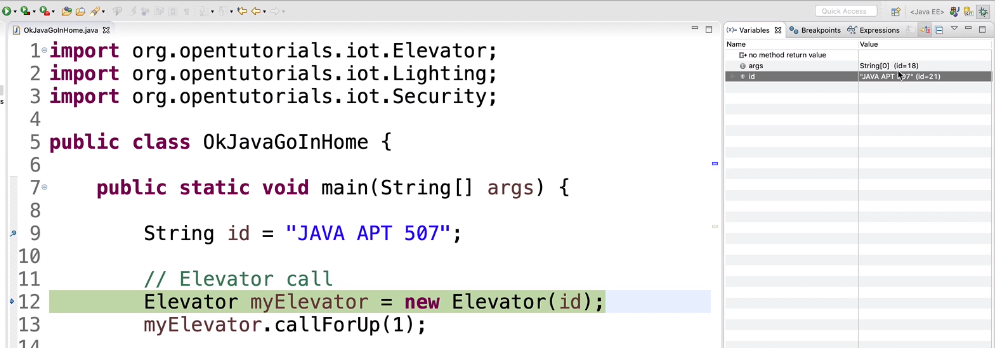 Quick Access
<Java EE>
OkJavaGoInHome.java
1 import org.opentutorials.iot.Elevator;
2 import org.opentutorials.iot.Lighting;
3 import org.opentutorials.iot.Security;
4
5 public class OkJavaGoInHome {
6
7 public static void main(String[] args) {
8
9 String id = "JAVA APT 507";
10
11 // Elevator call
12 Elevator myElevator = new Elevator(id);
13 myElevator.callForUp(1);
14
Variables Breakpoints Expressions
Name Value
no method return value
args String[0] (id=18)
id "JAVA APT 507" (id=21)